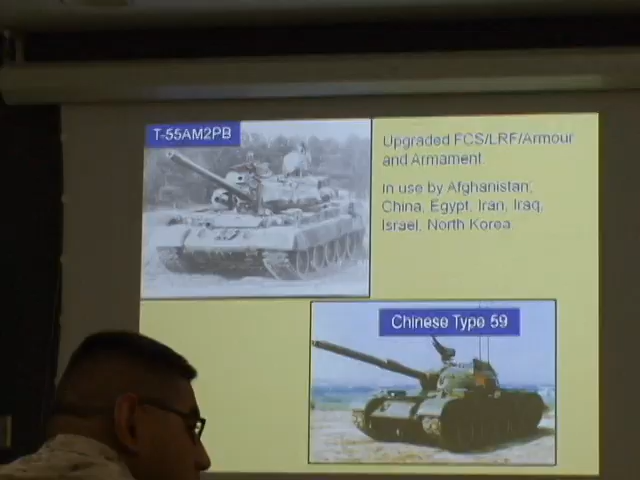 T-55AM2PB
Upgraded FCS/LRF/Armour
and Armament.
In use by Afghanistan,
China, Egypt, Iran, Iraq,
Israel, North Korea.
Chinese Type 59